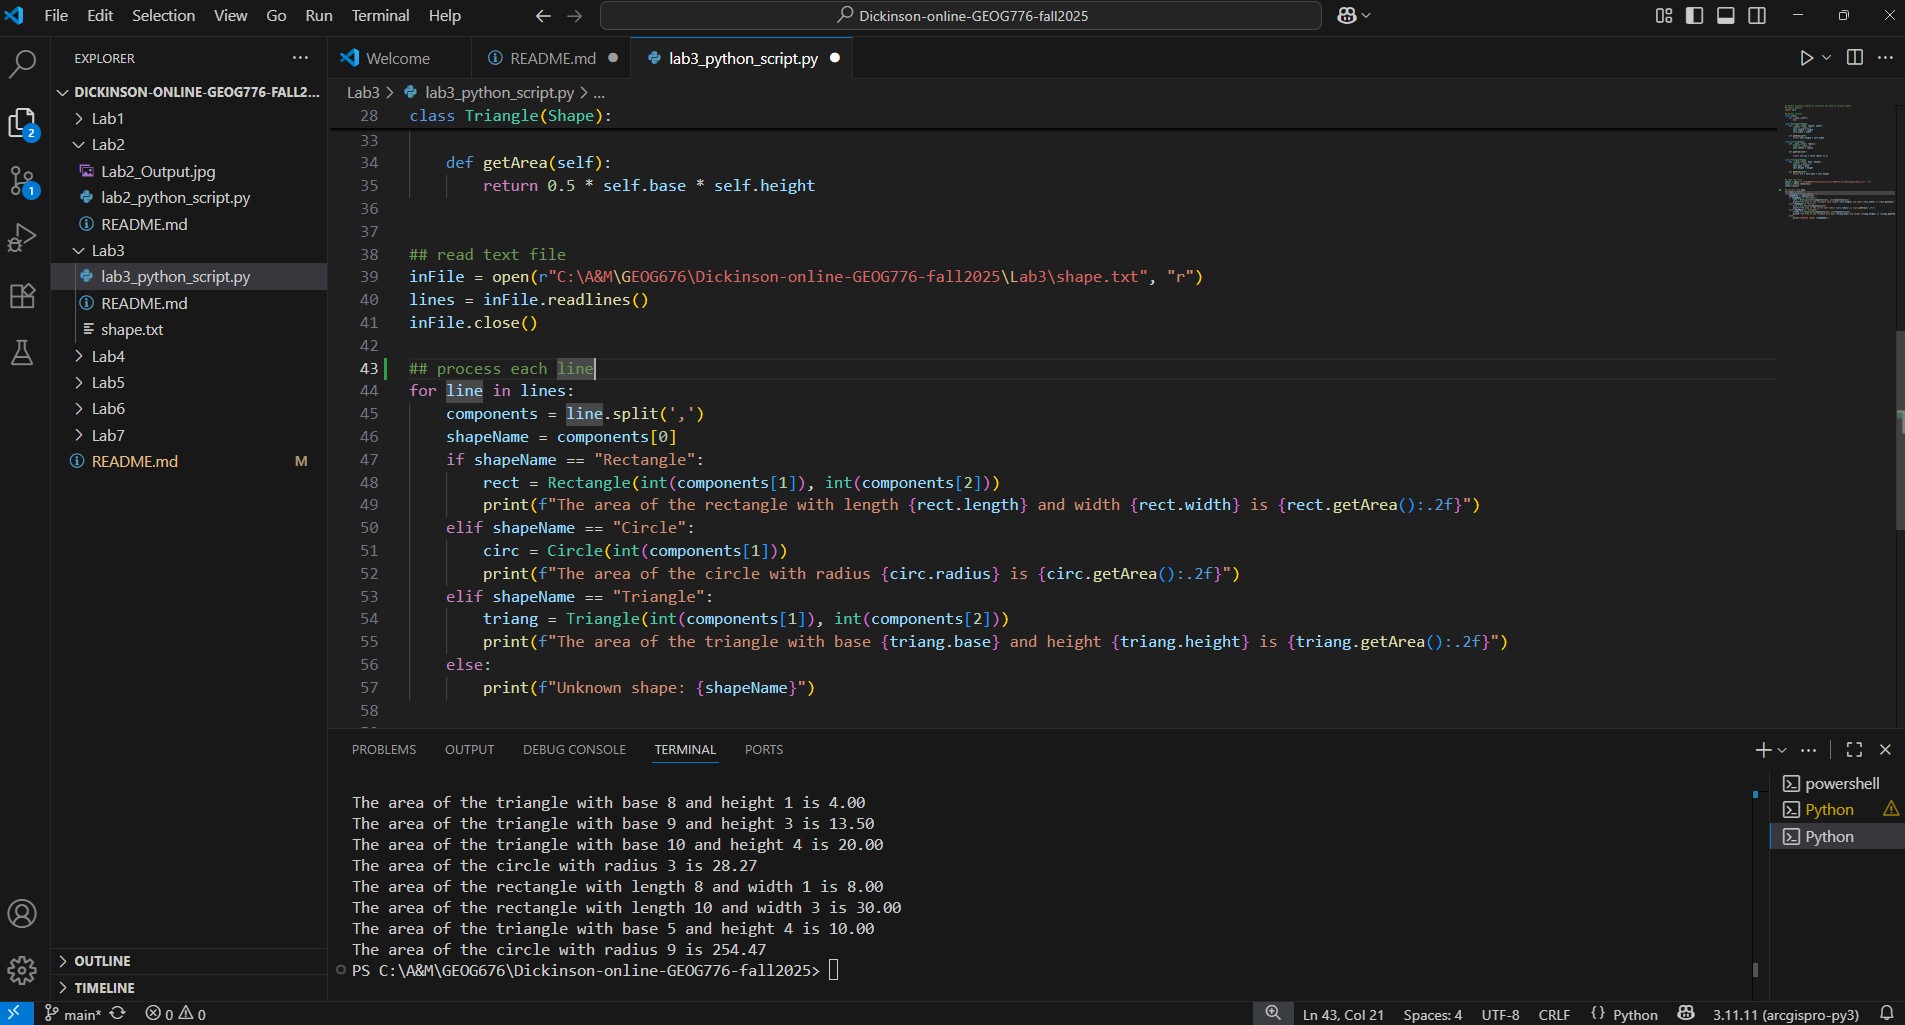 File Edit Selection View Go Run Terminal Help
Dickinson-online-GEOG776-fall2025
EXPLORER
DICKINSON-ONLINE-GEOG776-FALL2...
Lab1
Lab2
Lab2_Output.jpg
lab2_python_script.py
README.md
Lab3
lab3_python_script.py
README.md
shape.txt
Lab4
Lab5
Lab6
Lab7
README.md M
2
1
OUTLINE
TIMELINE
Welcome README.md lab3_python_script.py
Lab3 > lab3_python_script.py > ...
28 class Triangle(Shape):
33
34 def getArea(self):
35 return 0.5 * self.base * self.height
36
37
38 ## read text file
39 inFile = open(r"C:\A&M\GEOG676\Dickinson-online-GEOG776-fall2025\Lab3\shape.txt", "r")
40 lines = inFile.readlines()
41 inFile.close()
42
43 ## process each line
44 for line in lines:
45 components = line.split(',')
46 shapeName = components[0]
47 if shapeName == "Rectangle":
48 rect = Rectangle(int(components[1]), int(components[2]))
49 print(f"The area of the rectangle with length {rect.length} and width {rect.width} is {rect.getArea():.2f}")
50 elif shapeName == "Circle":
51 circ = Circle(int(components[1]))
52 print(f"The area of the circle with radius {circ.radius} is {circ.getArea():.2f}")
53 elif shapeName == "Triangle":
54 triang = Triangle(int(components[1]), int(components[2]))
55 print(f"The area of the triangle with base {triang.base} and height {triang.height} is {triang.getArea():.2f}")
56 else:
57 print(f"Unknown shape: {shapeName}")
58
PROBLEMS OUTPUT DEBUG CONSOLE TERMINAL PORTS
The area of the triangle with base 8 and height 1 is 4.00
The area of the triangle with base 9 and height 3 is 13.50
The area of the triangle with base 10 and height 4 is 20.00
The area of the circle with radius 3 is 28.27
The area of the rectangle with length 8 and width 1 is 8.00
The area of the rectangle with length 10 and width 3 is 30.00
The area of the triangle with base 5 and height 4 is 10.00
The area of the circle with radius 9 is 254.47
PS C:\A&M\GEOG676\Dickinson-online-GEOG776-fall2025>
powershell
Python
Python
main* 0 0 Ln 43, Col 21 Spaces: 4 UTF-8 CRLF {} Python 3.11.11 (arcgispro-py3)